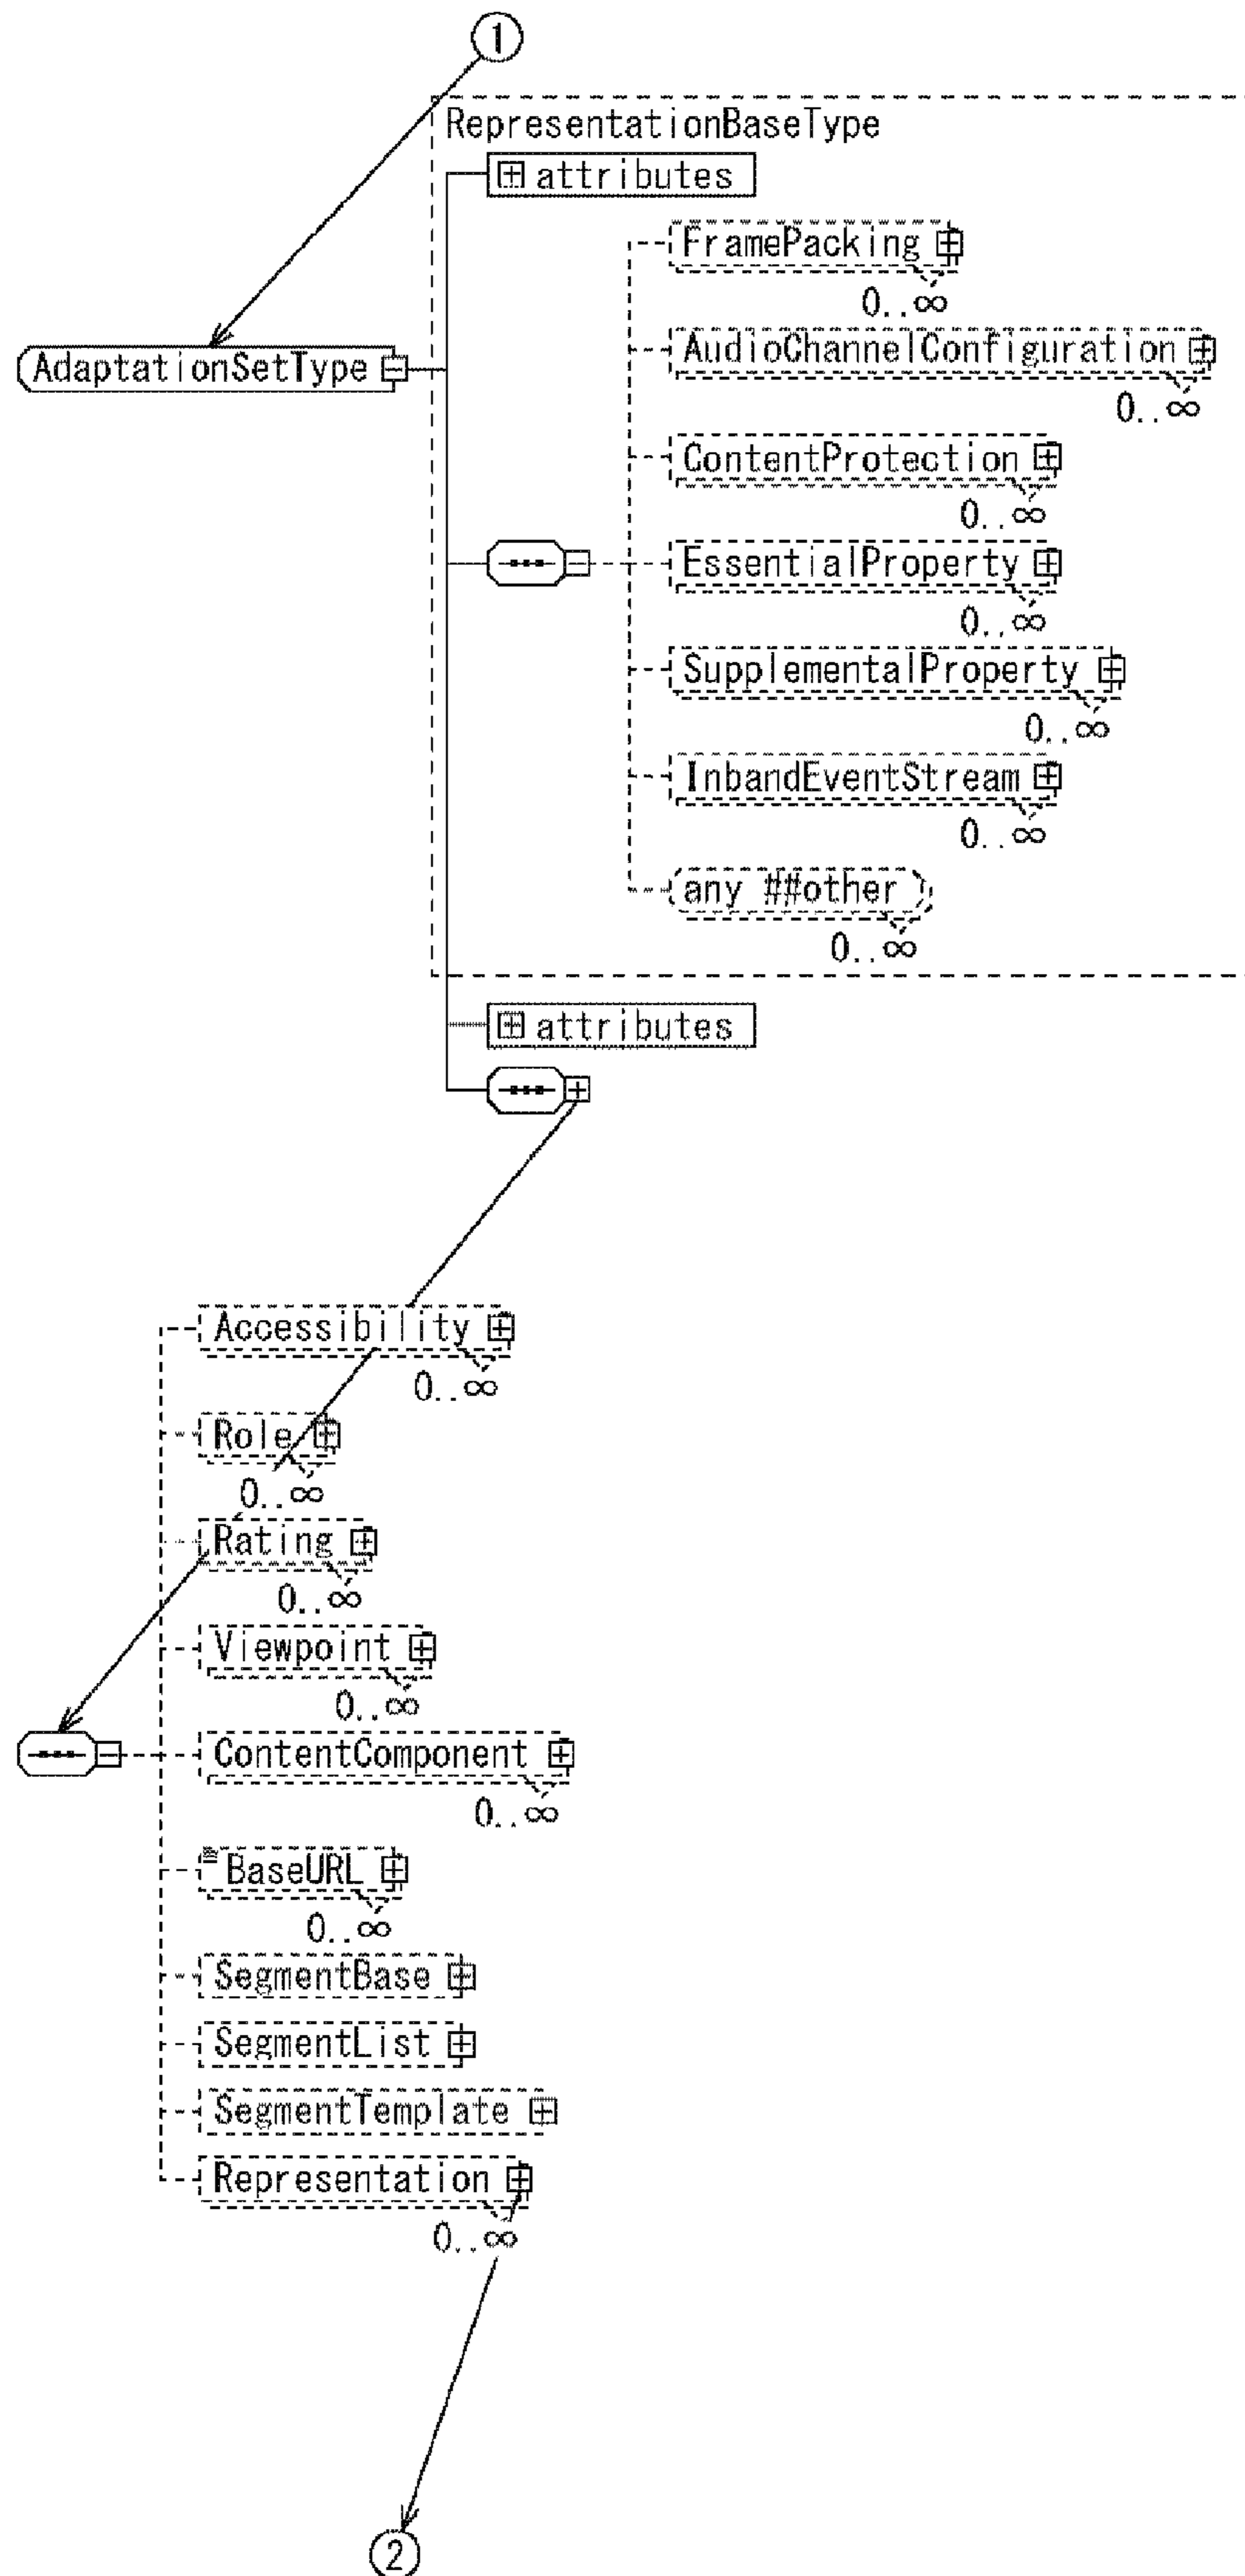 1
RepresentationBaseType
attributes
FramePacking
0..∞
AdaptationSetType
AudioChannelConfiguration
0..∞
ContentProtection
0..∞
EssentialProperty
0..∞
SupplementalProperty
0..∞
InbandEventStream
0..∞
any ##other
0..∞
attributes
Accessibility
0..∞
Role
0..∞
Rating
0..∞
Viewpoint
0..∞
ContentComponent
0..∞
BaseURL
0..∞
SegmentBase
SegmentList
SegmentTemplate
Representation
0..∞
2